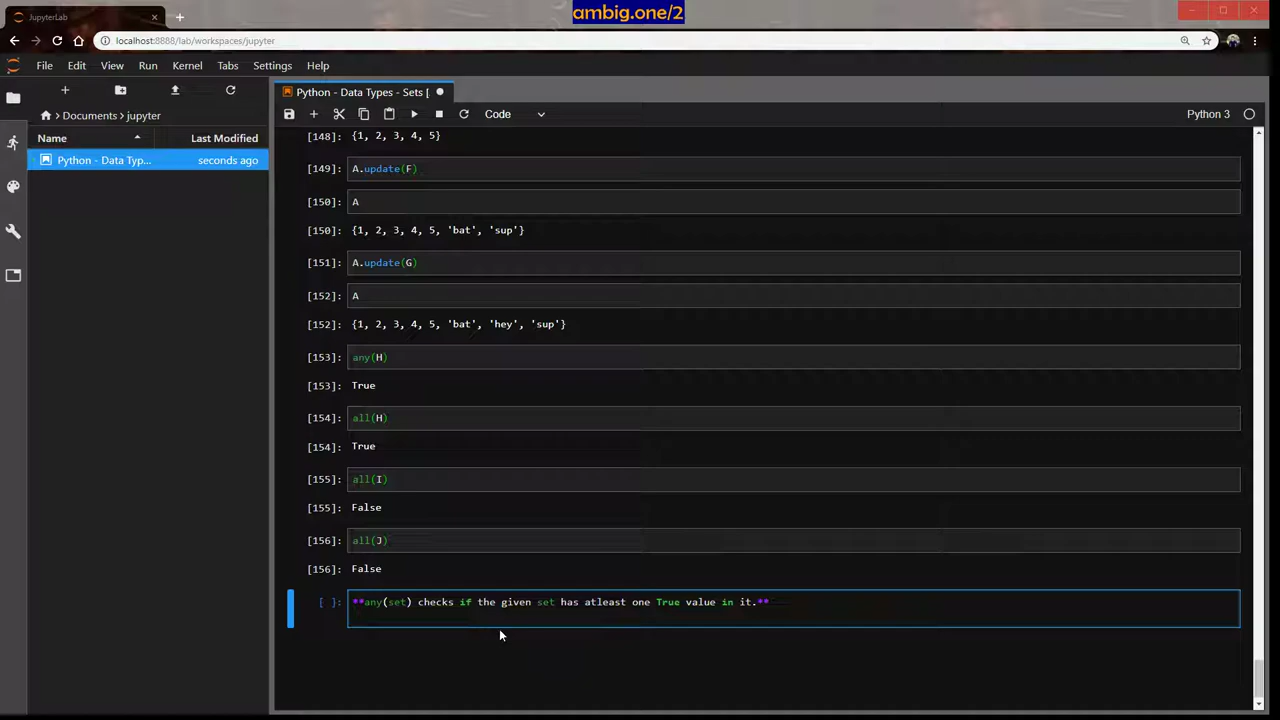 ambig.one/2
JupyterLab
localhost:8888/lab/workspaces/jupyter
File Edit View Run Kernel Tabs Settings Help
Python - Data Types - Sets [
Documents > jupyter
Code
Python 3
Name Last Modified
Python - Data Typ... seconds ago
[148]: {1, 2, 3, 4, 5}
[149]: A.update(F)
[150]: A
[150]: {1, 2, 3, 4, 5, 'bat', 'sup'}
[151]: A.update(G)
[152]: A
[152]: {1, 2, 3, 4, 5, 'bat', 'hey', 'sup'}
[153]: any(H)
[153]: True
[154]: all(H)
[154]: True
[155]: all(I)
[155]: False
[156]: all(J)
[156]: False
[ ]: **any(set) checks if the given set has atleast one True value in it.**